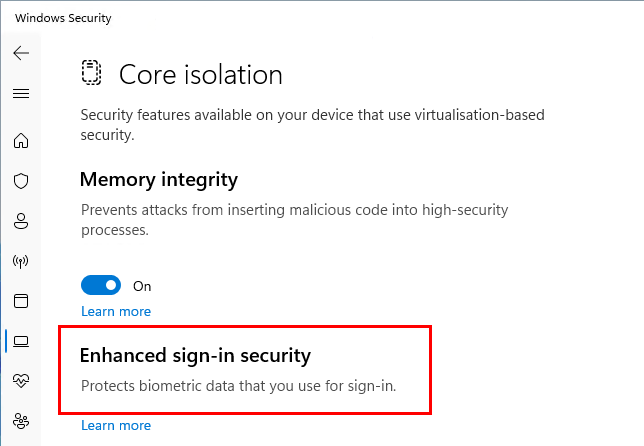 Windows Security
Core isolation
Security features available on your device that use virtualisation-based
security.
Memory integrity
Prevents attacks from inserting malicious code into high-security
processes.
On
Learn more
Enhanced sign-in security
Protects biometric data that you use for sign-in.
Learn more